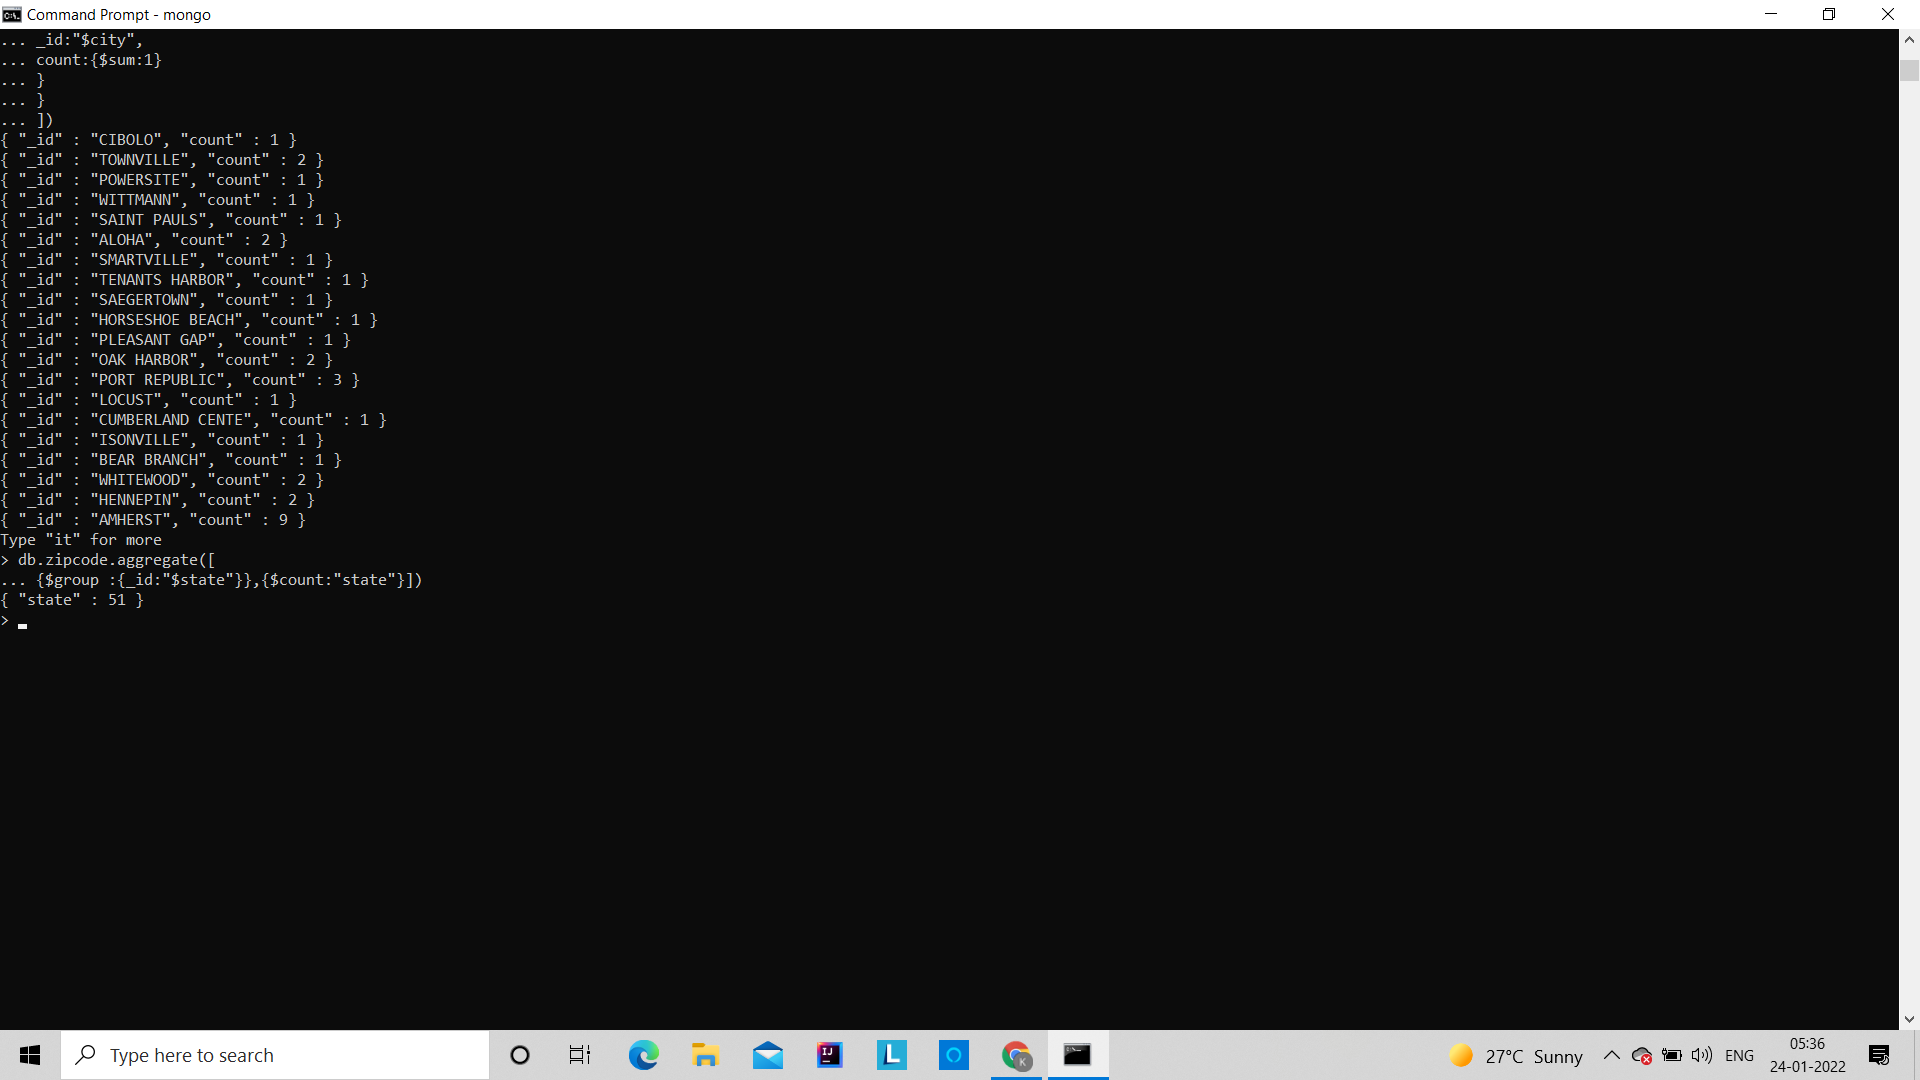 Command Prompt - mongo
... _id:"$city",
... count:{$sum:1}
... }
... }
... ])
{ "_id" : "CIBOLO", "count" : 1 }
{ "_id" : "TOWNVILLE", "count" : 2 }
{ "_id" : "POWERSITE", "count" : 1 }
{ "_id" : "WITTMANN", "count" : 1 }
{ "_id" : "SAINT PAULS", "count" : 1 }
{ "_id" : "ALOHA", "count" : 2 }
{ "_id" : "SMARTVILLE", "count" : 1 }
{ "_id" : "TENANTS HARBOR", "count" : 1 }
{ "_id" : "SAEGERTOWN", "count" : 1 }
{ "_id" : "HORSESHOE BEACH", "count" : 1 }
{ "_id" : "PLEASANT GAP", "count" : 1 }
{ "_id" : "OAK HARBOR", "count" : 2 }
{ "_id" : "PORT REPUBLIC", "count" : 3 }
{ "_id" : "LOCUST", "count" : 1 }
{ "_id" : "CUMBERLAND CENTE", "count" : 1 }
{ "_id" : "ISONVILLE", "count" : 1 }
{ "_id" : "BEAR BRANCH", "count" : 1 }
{ "_id" : "WHITEWOOD", "count" : 2 }
{ "_id" : "HENNEPIN", "count" : 2 }
{ "_id" : "AMHERST", "count" : 9 }
Type "it" for more
> db.zipcode.aggregate([
... {$group :{_id:"$state"}},{$count:"state"}])
{ "state" : 51 }
>
Type here to search
IJ
L
K
27°C Sunny
ENG
05:36
24-01-2022